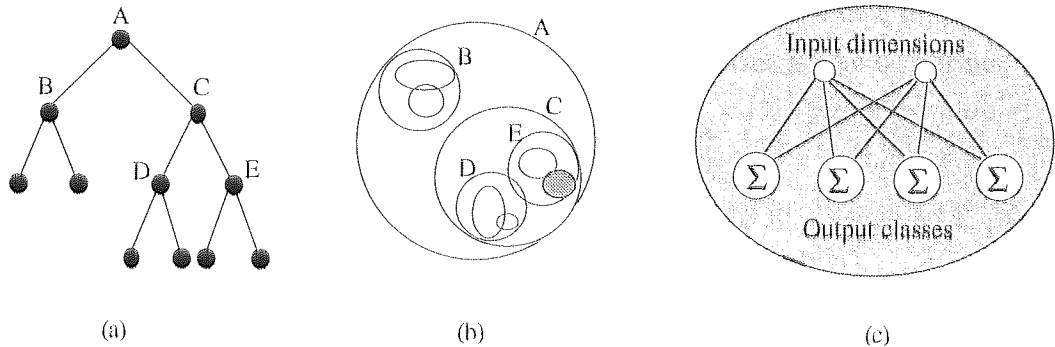 A
B
C
D
E
(a)
A
B
C
E
D
(b)
Input dimensions
Σ Σ Σ Σ
Output classes
(c)